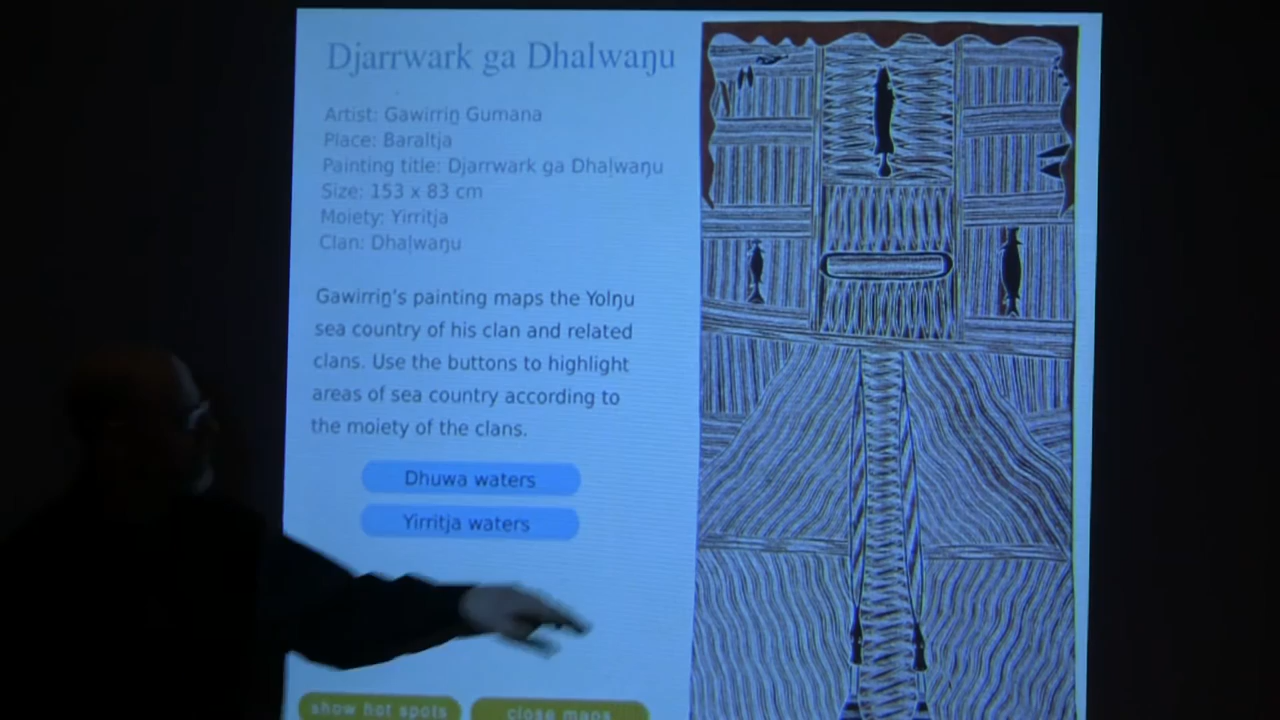 Djarrwark ga Dhalwaŋu
Artist: Gawirriṉ Gumana
Place: Baraltja
Painting title: Djarrwark ga Dhaḻwaŋu
Size: 153 x 83 cm
Moiety: Yirritja
Clan: Dhaḻwaŋu
Gawirriṉ's painting maps the Yolŋu
sea country of his clan and related
clans. Use the buttons to highlight
areas of sea country according to
the moiety of the clans.
Dhuwa waters
Yirritja waters
show hot spots
close maps